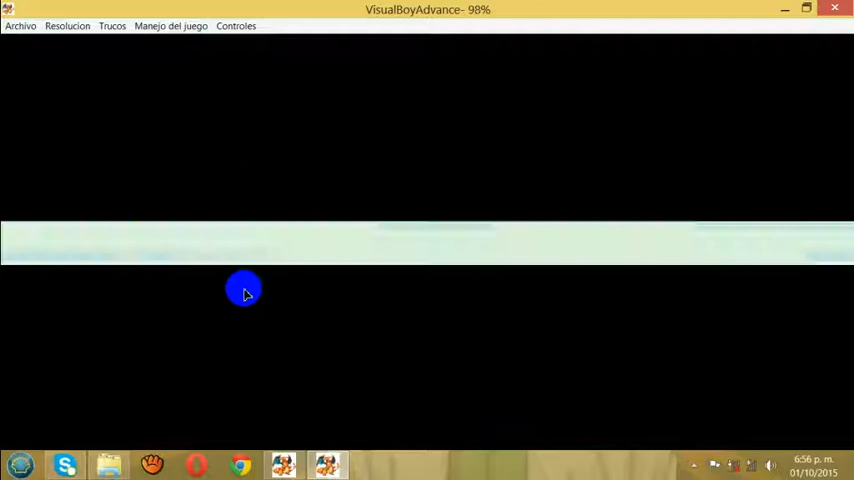 VisualBoyAdvance- 98%
Archivo Resolucion Trucos Manejo del juego Controles
6:56 p. m.
01/10/2015